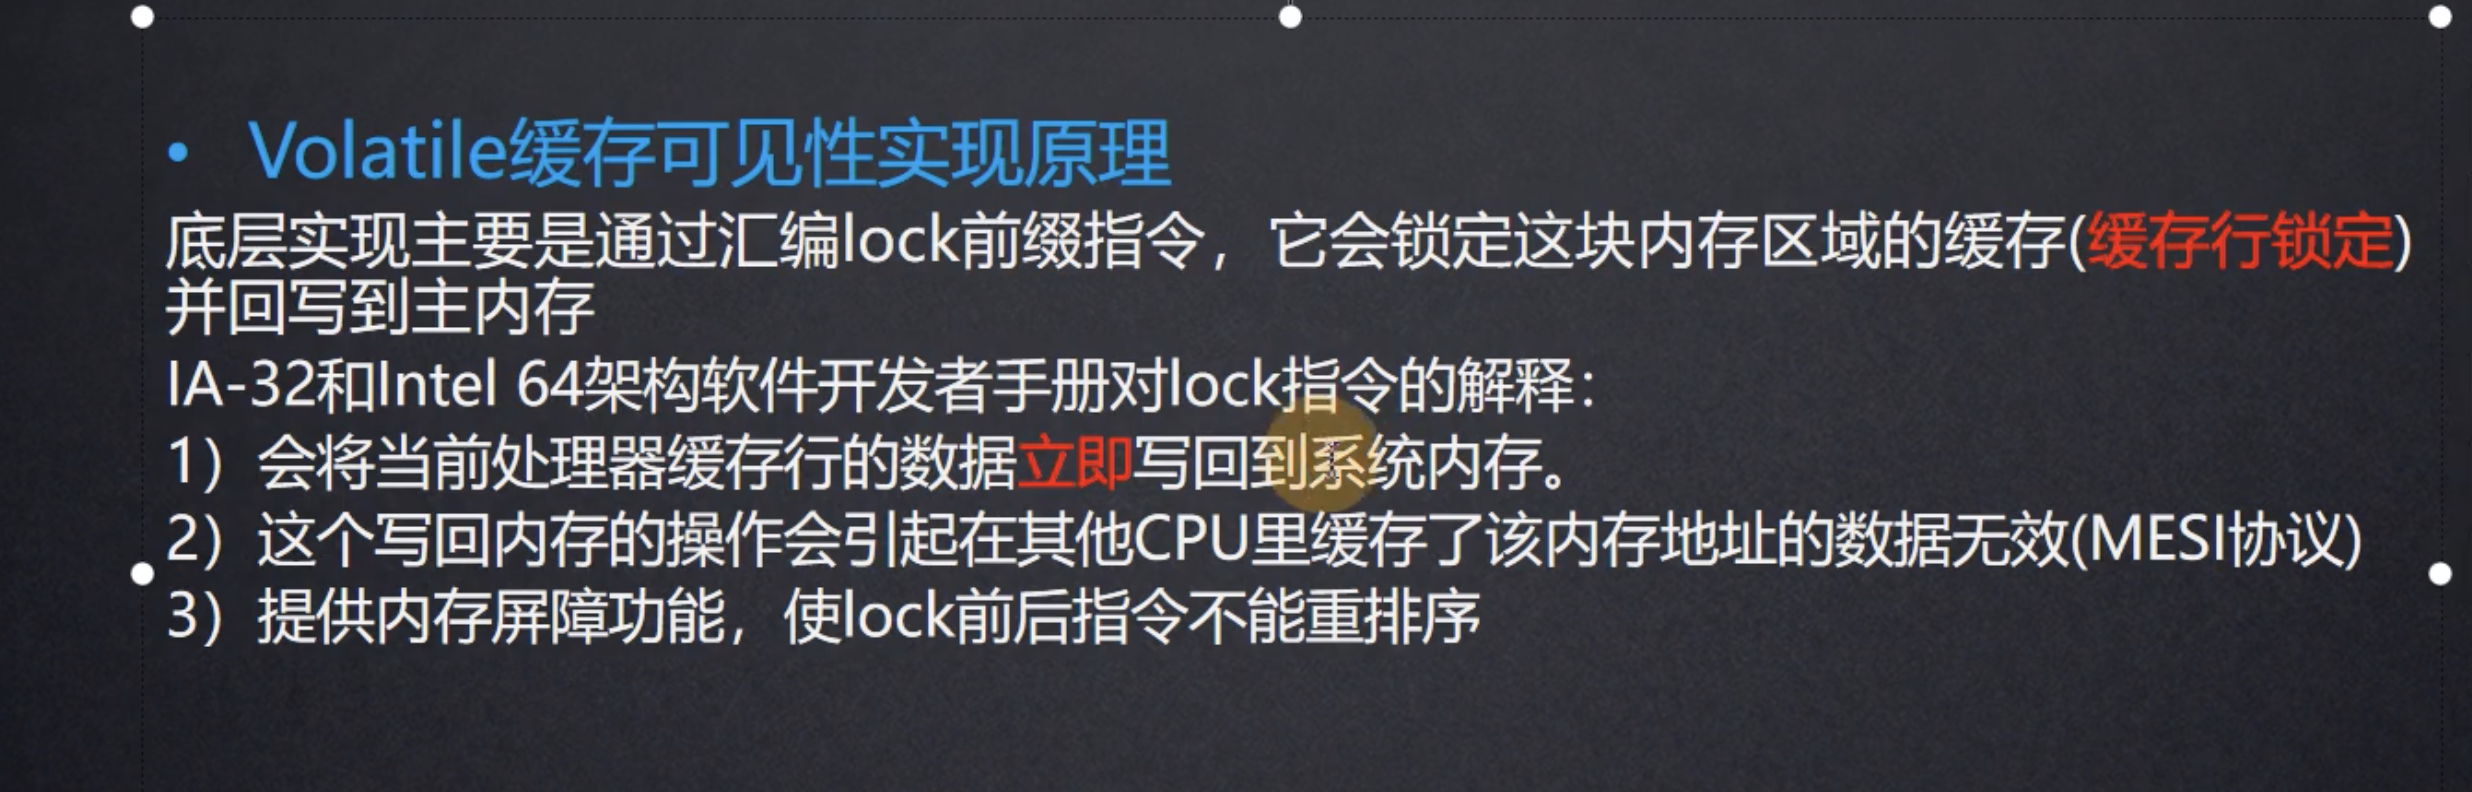 • Volatile缓存可见性实现原理
底层实现主要是通过汇编lock前缀指令，它会锁定这块内存区域的缓存(缓存行锁定)
并回写到主内存
IA-32和Intel 64架构软件开发者手册对lock指令的解释：
1）会将当前处理器缓存行的数据立即写回到系统内存。
2）这个写回内存的操作会引起在其他CPU里缓存了该内存地址的数据无效(MESI协议)
3）提供内存屏障功能，使lock前后指令不能重排序